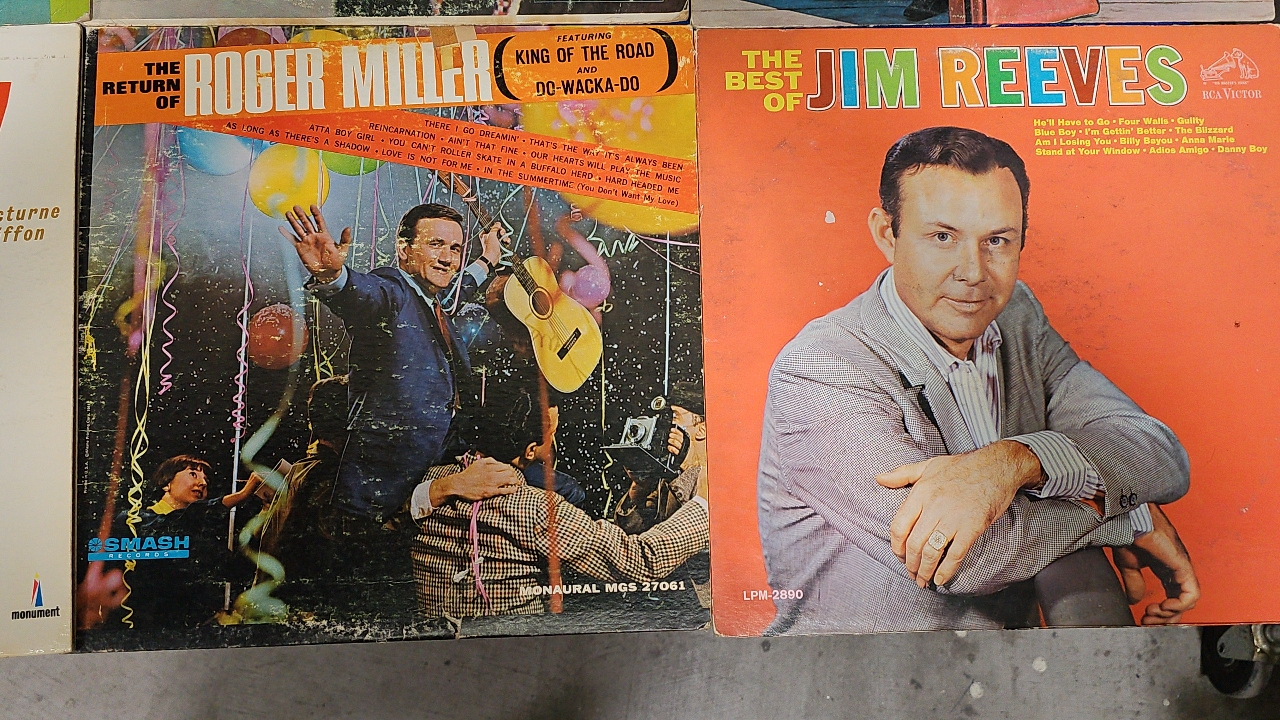 cturne
ffon
monument
THE
RETURN
OF
ROGER MILLER
FEATURING
KING OF THE ROAD
AND
DO-WACKA-DO
THERE I GO DREAMIN' • THAT'S THE WAY IT'S ALWAYS BEEN
REINCARNATION • AIN'T THAT FINE • OUR HEARTS WILL PLAY THE MUSIC
ATTA BOY GIRL • YOU CAN'T ROLLER SKATE IN A BUFFALO HERD • HARD HEADED ME
AS LONG AS THERE'S A SHADOW • LOVE IS NOT FOR ME • IN THE SUMMERTIME (You Don't Want My Love)
SMASH
RECORDS
MONAURAL MGS 27061
THE
BEST
OF
JIM REEVES
RCA VICTOR
He'll Have to Go • Four Walls • Guilty
Blue Boy • I'm Gettin' Better • The Blizzard
Am I Losing You • Billy Bayou • Anna Marie
Stand at Your Window • Adios Amigo • Danny Boy
LPM-2890